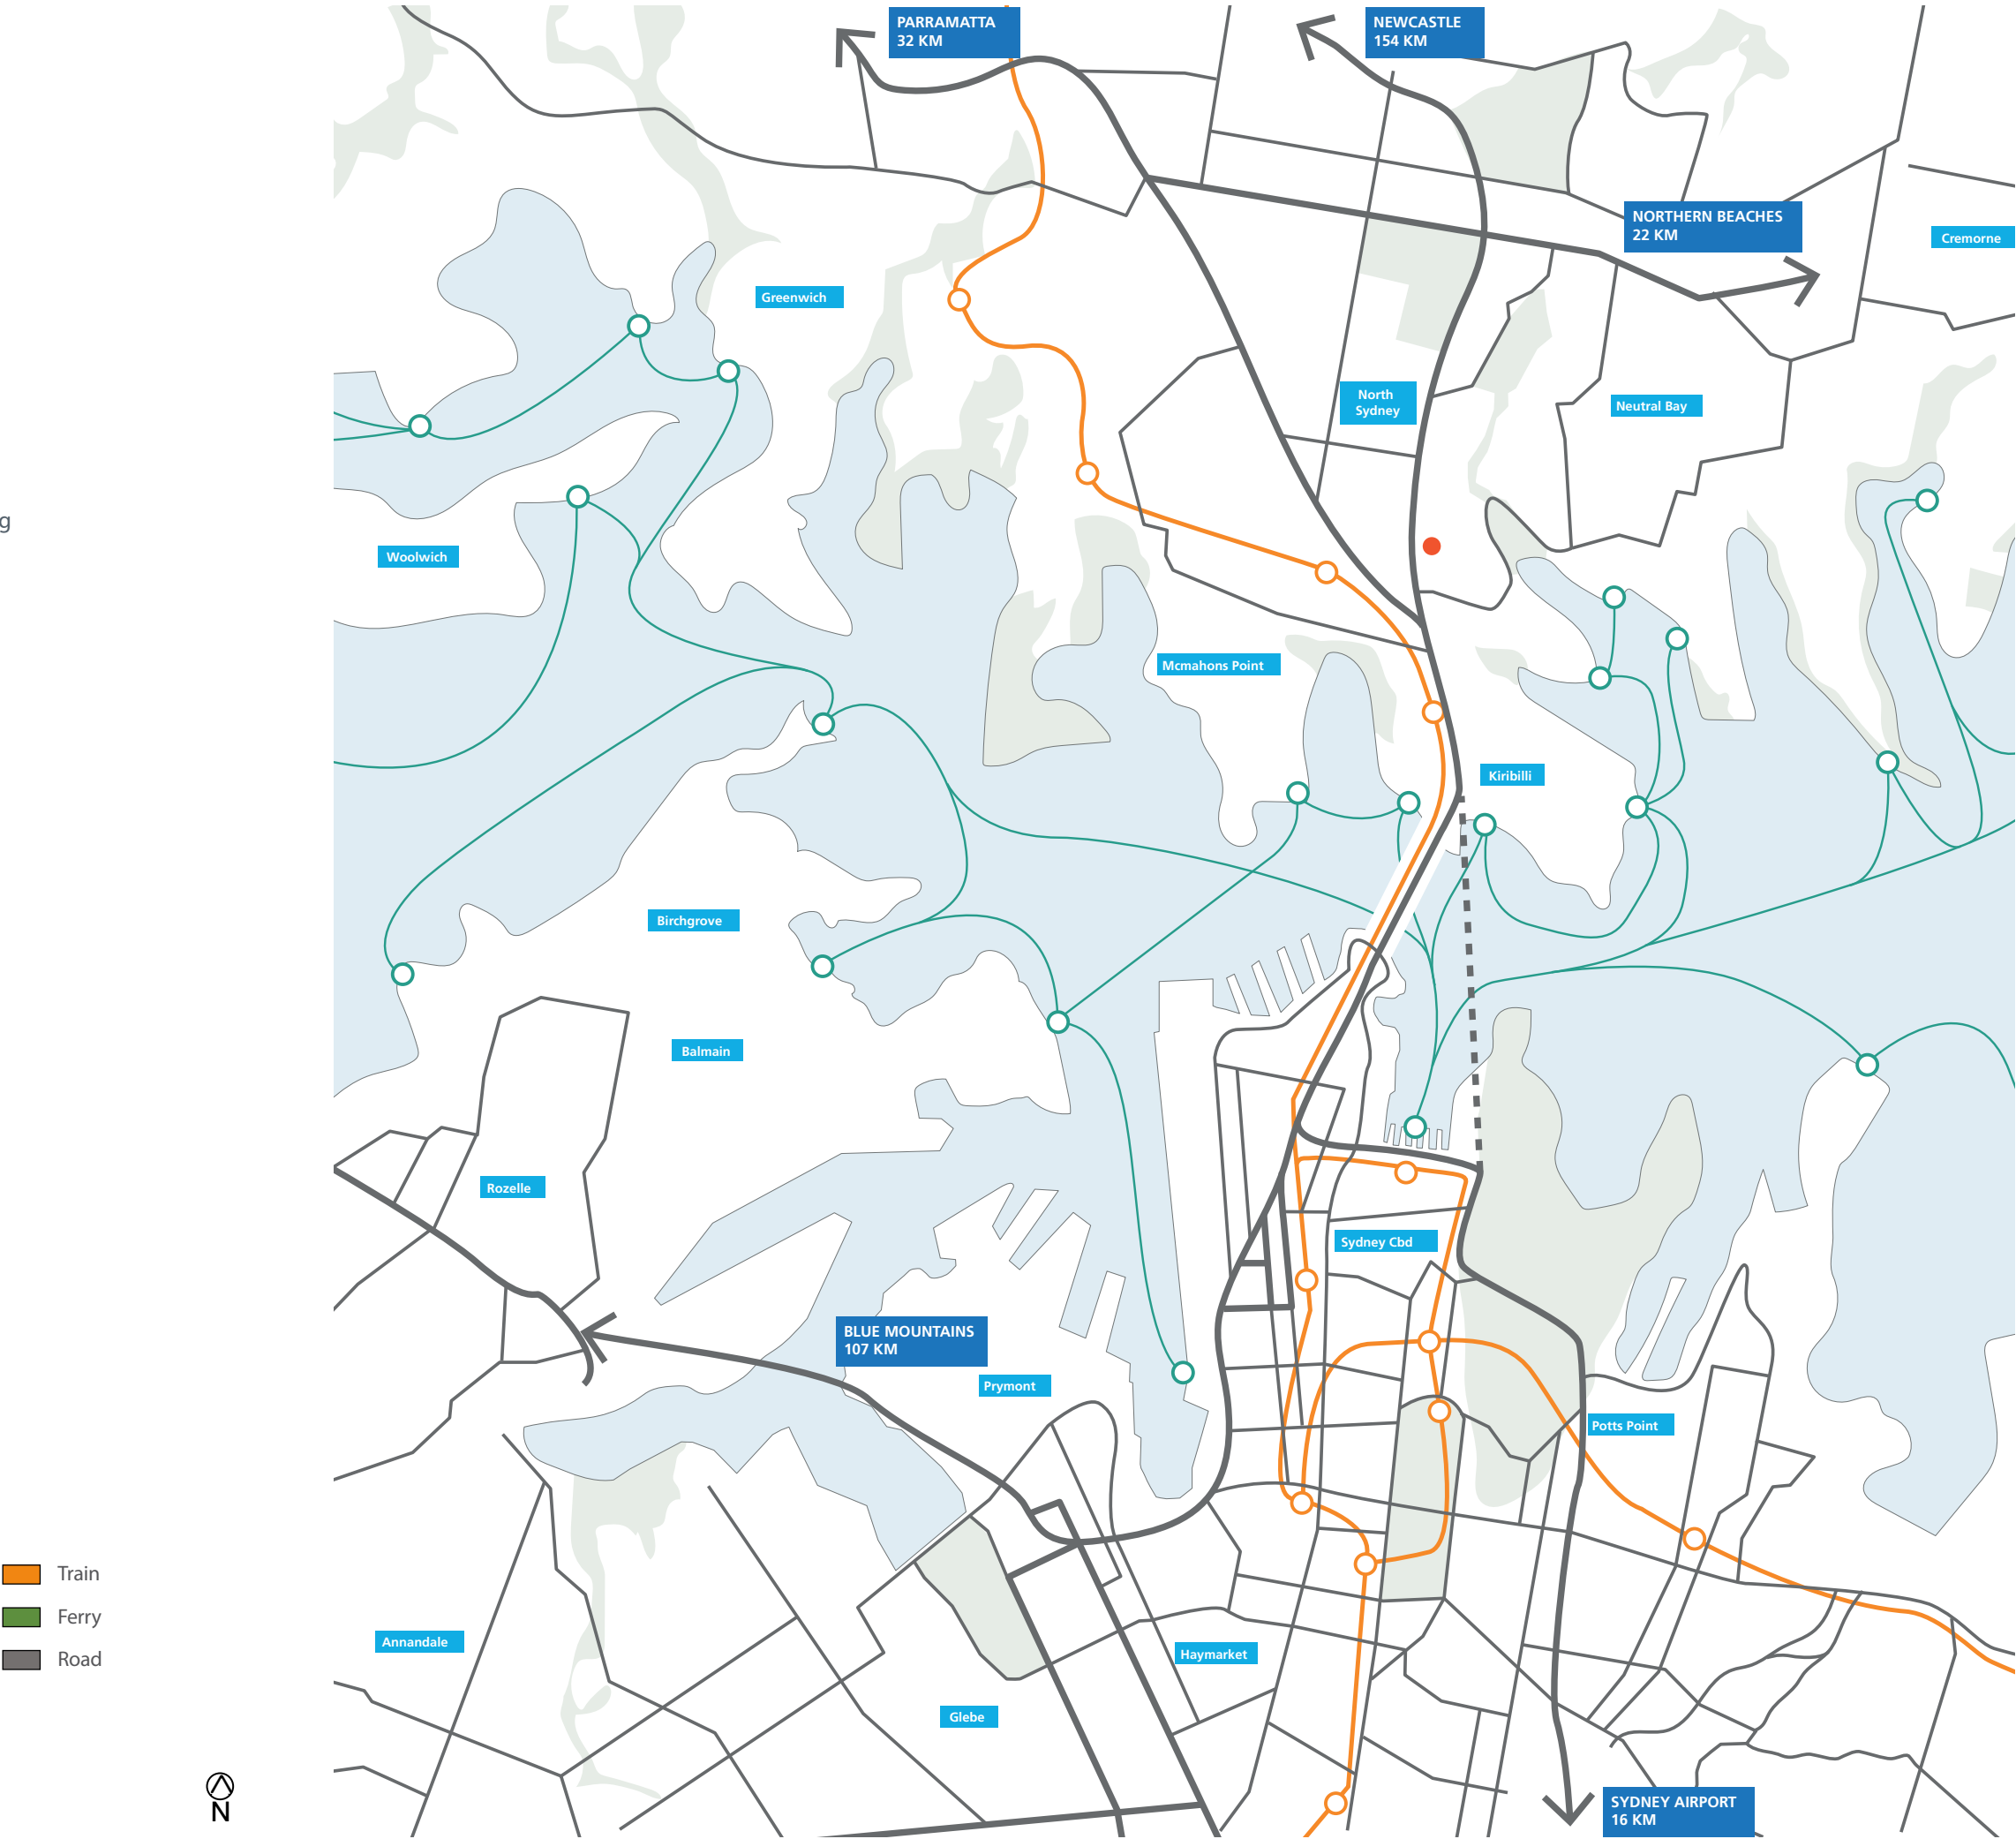 PARRAMATTA
32 KM
NEWCASTLE
154 KM
NORTHERN BEACHES
22 KM
Cremorne
Greenwich
North
Sydney
Neutral Bay
g
Woolwich
Mcmahons Point
Kiribilli
Birchgrove
Balmain
Rozelle
Sydney Cbd
BLUE MOUNTAINS
107 KM
Prymont
Potts Point
Train
Ferry
Road
Annandale
Haymarket
Glebe
N
SYDNEY AIRPORT
16 KM